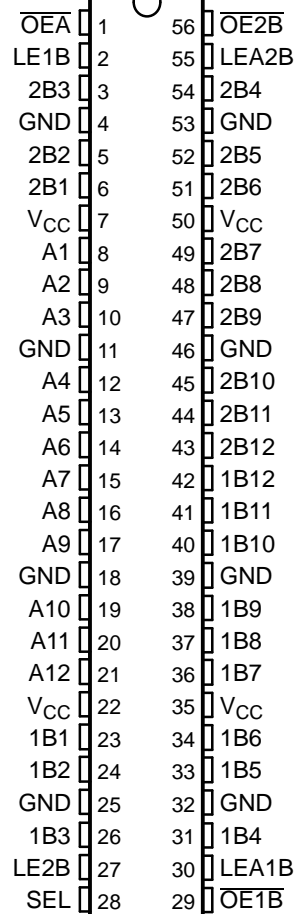 OEA 1 56 OE2B
LE1B 2 55 LEA2B
2B3 3 54 2B4
GND 4 53 GND
2B2 5 52 2B5
2B1 6 51 2B6
VCC 7 50 VCC
A1 8 49 2B7
A2 9 48 2B8
A3 10 47 2B9
GND 11 46 GND
A4 12 45 2B10
A5 13 44 2B11
A6 14 43 2B12
A7 15 42 1B12
A8 16 41 1B11
A9 17 40 1B10
GND 18 39 GND
A10 19 38 1B9
A11 20 37 1B8
A12 21 36 1B7
VCC 22 35 VCC
1B1 23 34 1B6
1B2 24 33 1B5
GND 25 32 GND
1B3 26 31 1B4
LE2B 27 30 LEA1B
SEL 28 29 OE1B